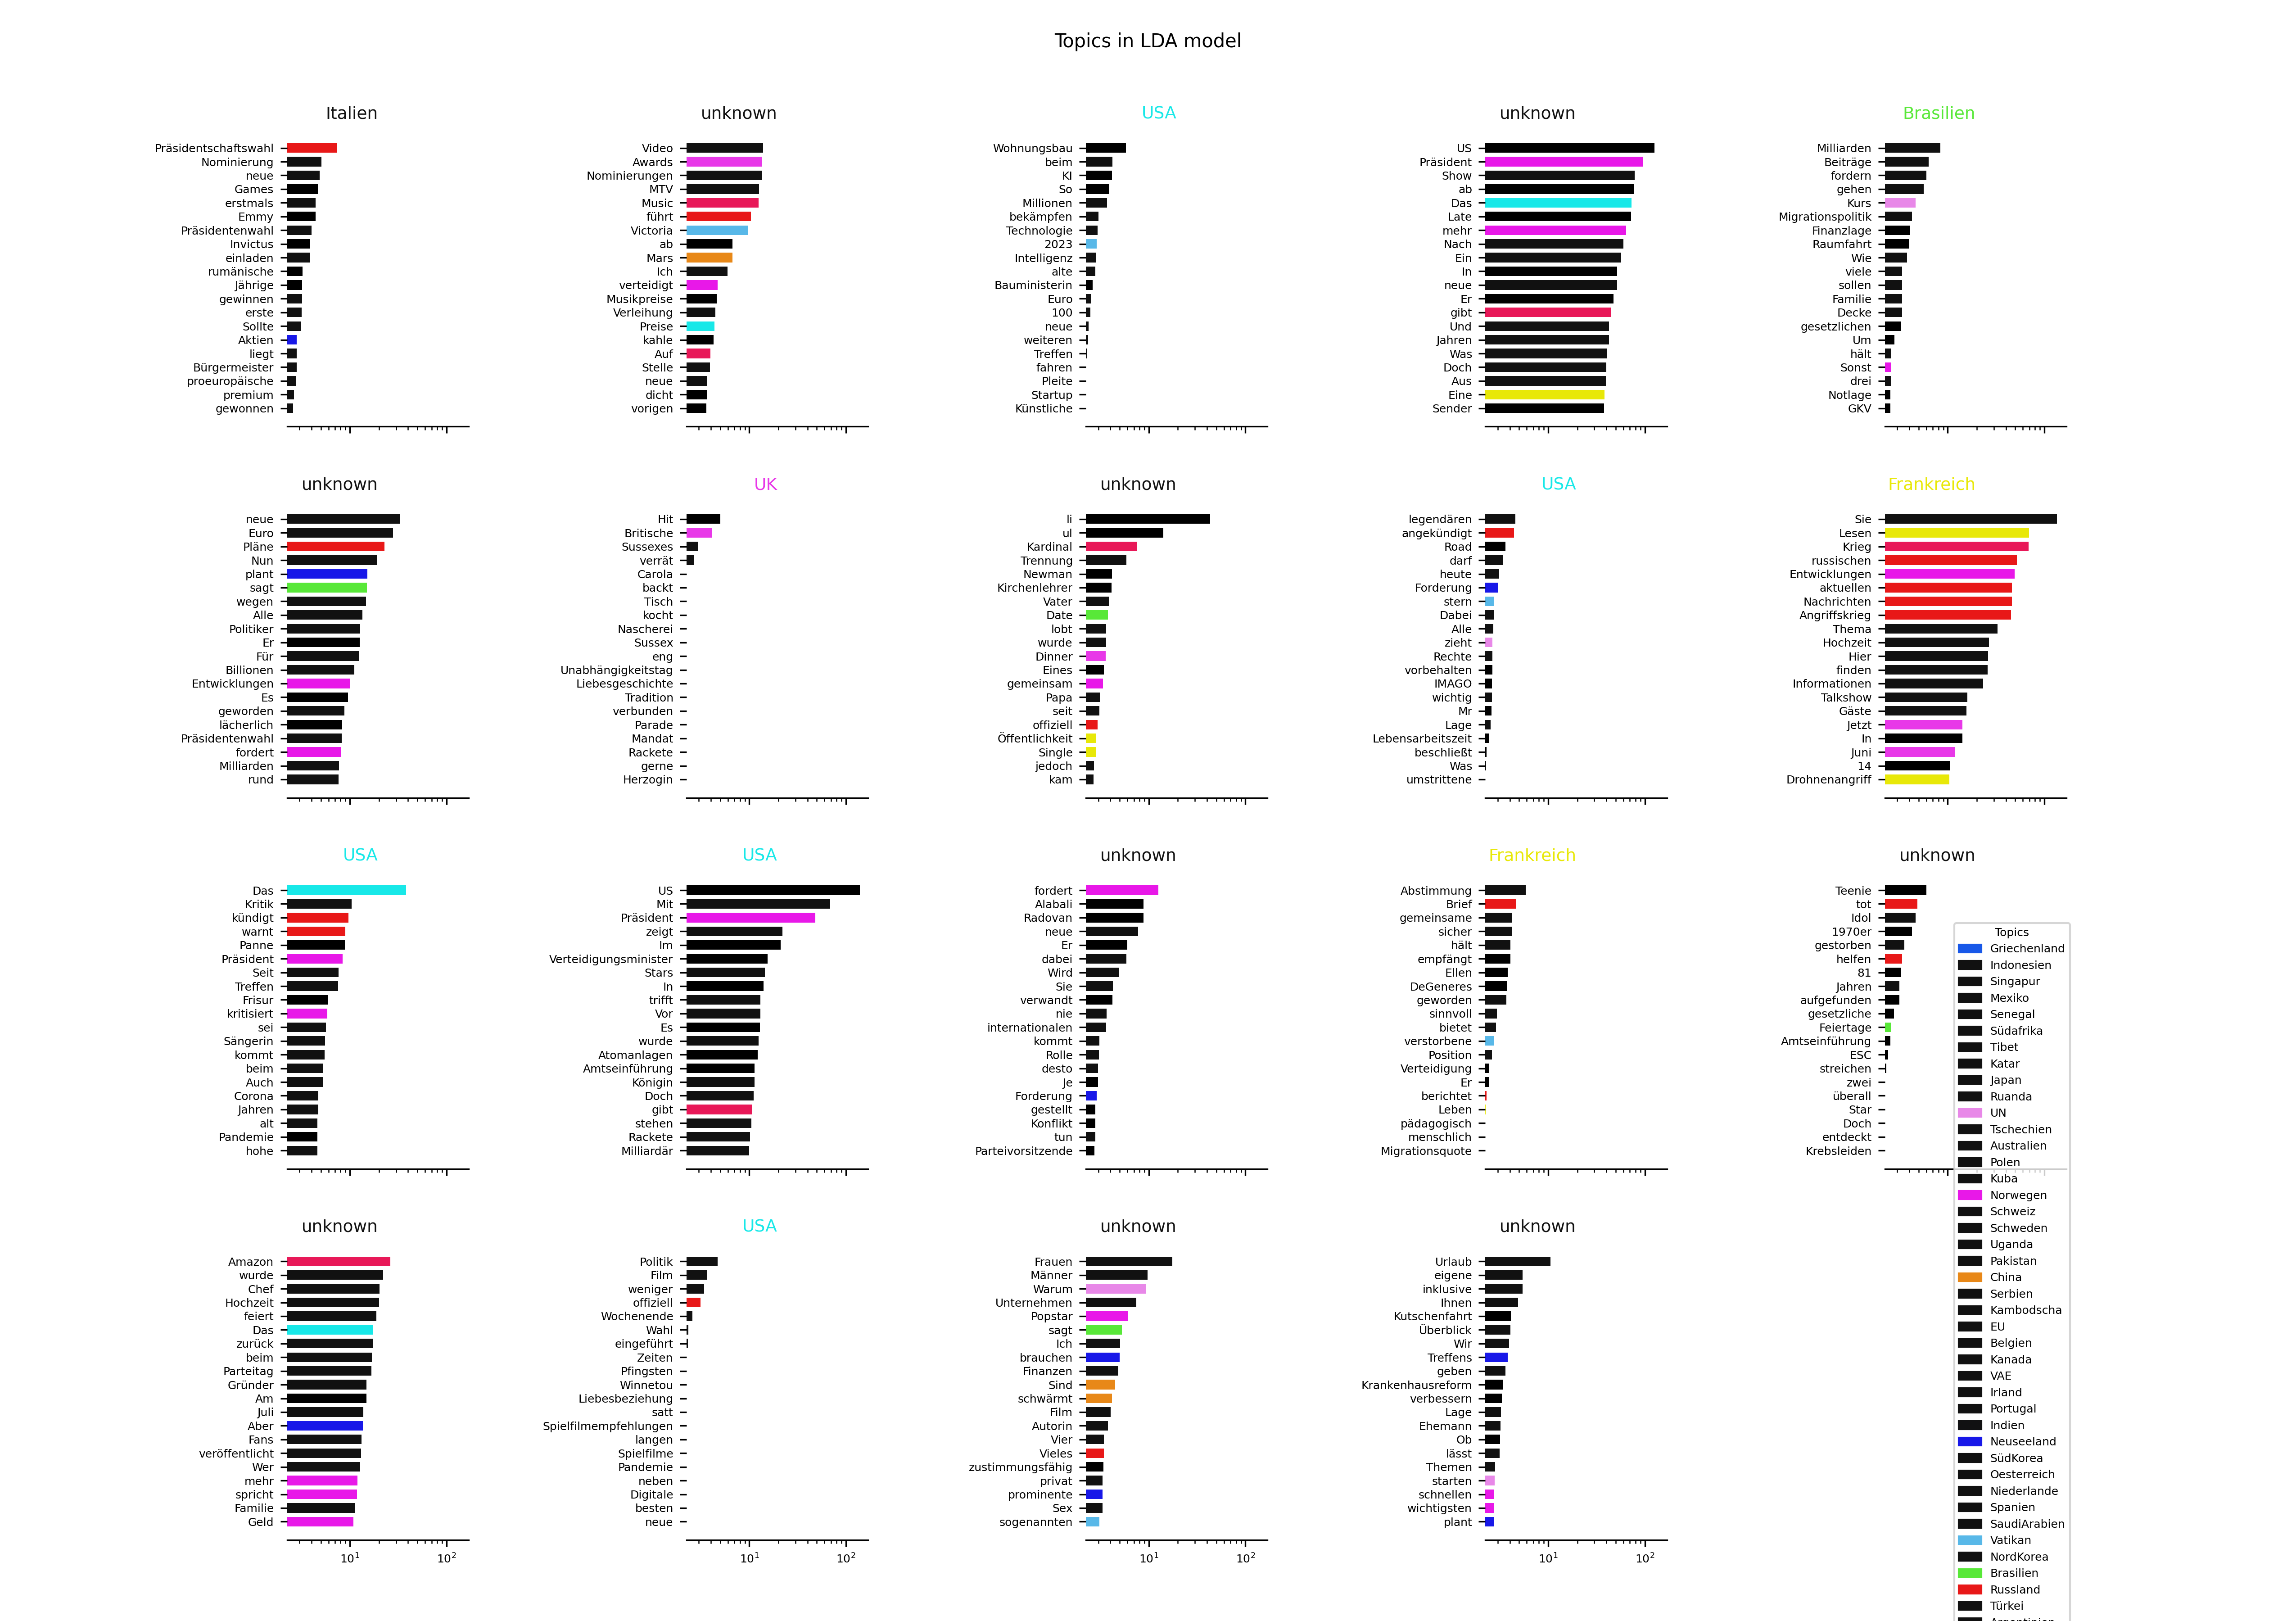 Topics in LDA model
Italien
Präsidentschaftswahl
Nominierung
neue
Games
erstmals
Emmy
Präsidentenwahl
Invictus
einladen
rumänische
Jährige
gewinnen
erste
Sollte
Aktien
liegt
Bürgermeister
proeuropäische
premium
gewonnen
unknown
Video
Awards
Nominierungen
MTV
Music
führt
Victoria
ab
Mars
Ich
verteidigt
Musikpreise
Verleihung
Preise
kahle
Auf
Stelle
neue
dicht
vorigen
USA
Wohnungsbau
beim
KI
So
Millionen
bekämpfen
Technologie
2023
Intelligenz
alte
Bauministerin
Euro
100
neue
weiteren
Treffen
fahren
Pleite
Startup
Künstliche
unknown
US
Präsident
Show
ab
Das
Late
mehr
Nach
Ein
In
neue
Er
gibt
Und
Jahren
Was
Doch
Aus
Eine
Sender
Brasilien
Milliarden
Beiträge
fordern
gehen
Kurs
Migrationspolitik
Finanzlage
Raumfahrt
Wie
viele
sollen
Familie
Decke
gesetzlichen
Um
hält
Sonst
drei
Notlage
GKV
unknown
neue
Euro
Pläne
Nun
plant
sagt
wegen
Alle
Politiker
Er
Für
Billionen
Entwicklungen
Es
geworden
lächerlich
Präsidentenwahl
fordert
Milliarden
rund
UK
Hit
Britische
Sussexes
verrät
Carola
backt
Tisch
kocht
Nascherei
Sussex
eng
Unabhängigkeitstag
Liebesgeschichte
Tradition
verbunden
Parade
Mandat
Rackete
gerne
Herzogin
unknown
li
ul
Kardinal
Trennung
Newman
Kirchenlehrer
Vater
Date
lobt
wurde
Dinner
Eines
gemeinsam
Papa
seit
offiziell
Öffentlichkeit
Single
jedoch
kam
USA
legendären
angekündigt
Road
darf
heute
Forderung
stern
Dabei
Alle
zieht
Rechte
vorbehalten
IMAGO
wichtig
Mr
Lage
Lebensarbeitszeit
beschließt
Was
umstrittene
Frankreich
Sie
Lesen
Krieg
russischen
Entwicklungen
aktuellen
Nachrichten
Angriffskrieg
Thema
Hochzeit
Hier
finden
Informationen
Talkshow
Gäste
Jetzt
In
Juni
14
Drohnenangriff
USA
Das
Kritik
kündigt
warnt
Panne
Präsident
Seit
Treffen
Frisur
kritisiert
sei
Sängerin
kommt
beim
Auch
Corona
Jahren
alt
Pandemie
hohe
USA
US
Mit
Präsident
zeigt
Im
Verteidigungsminister
Stars
In
trifft
Vor
Es
wurde
Atomanlagen
Amtseinführung
Königin
Doch
gibt
stehen
Rackete
Milliardär
unknown
fordert
Alabali
Radovan
neue
Er
dabei
Wird
Sie
verwandt
nie
internationalen
kommt
Rolle
desto
Je
Forderung
gestellt
Konflikt
tun
Parteivorsitzende
Frankreich
Abstimmung
Brief
gemeinsame
sicher
hält
empfängt
Ellen
DeGeneres
geworden
sinnvoll
bietet
verstorbene
Position
Verteidigung
Er
berichtet
Leben
pädagogisch
menschlich
Migrationsquote
unknown
Teenie
tot
Idol
1970er
gestorben
helfen
81
Jahren
aufgefunden
gesetzliche
Feiertage
Amtseinführung
ESC
streichen
zwei
überall
Star
Doch
entdeckt
Krebsleiden
unknown
Amazon
wurde
Chef
Hochzeit
feiert
Das
zurück
beim
Parteitag
Gründer
Am
Juli
Aber
Fans
veröffentlicht
Wer
mehr
spricht
Familie
Geld
10¹ 10²
USA
Politik
Film
weniger
offiziell
Wochenende
Wahl
eingeführt
Zeiten
Pfingsten
Winnetou
Liebesbeziehung
satt
Spielfilmempfehlungen
langen
Spielfilme
Pandemie
neben
Digitale
besten
neue
10¹ 10²
unknown
Frauen
Männer
Warum
Unternehmen
Popstar
sagt
Ich
brauchen
Finanzen
Sind
schwärmt
Film
Autorin
Vier
Vieles
zustimmungsfähig
privat
prominente
Sex
sogenannten
10¹ 10²
unknown
Urlaub
eigene
inklusive
Ihnen
Kutschenfahrt
Überblick
Wir
Treffens
geben
Krankenhausreform
verbessern
Lage
Ehemann
Ob
lässt
Themen
starten
schnellen
wichtigsten
plant
10¹ 10²
Topics
Griechenland
Indonesien
Singapur
Mexiko
Senegal
Südafrika
Tibet
Katar
Japan
Ruanda
UN
Tschechien
Australien
Polen
Kuba
Norwegen
Schweiz
Schweden
Uganda
Pakistan
China
Serbien
Kambodscha
EU
Belgien
Kanada
VAE
Irland
Portugal
Indien
Neuseeland
SüdKorea
Oesterreich
Niederlande
Spanien
SaudiArabien
Vatikan
NordKorea
Brasilien
Russland
Türkei